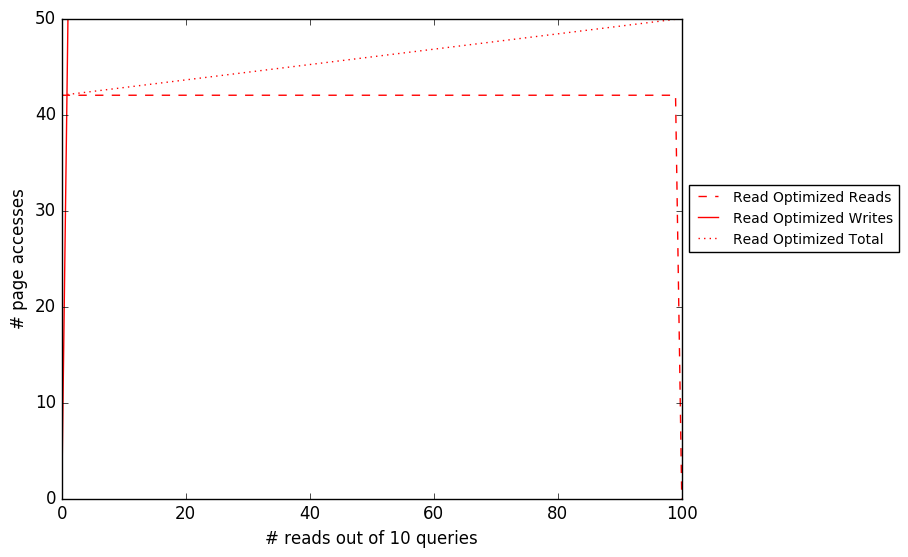 50
40
30
20
10
0
# page accesses
0 20 40 60 80 100
# reads out of 10 queries
Read Optimized Reads
Read Optimized Writes
Read Optimized Total